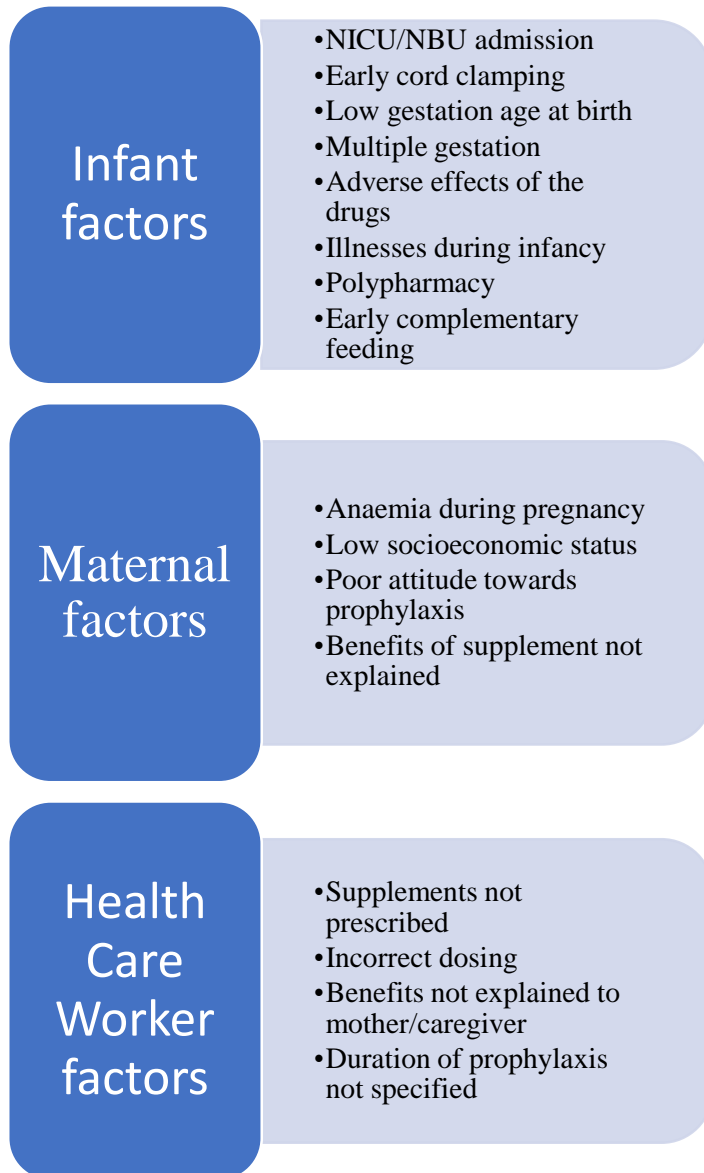 Infant
factors
•NICU/NBU admission
•Early cord clamping
•Low gestation age at birth
•Multiple gestation
•Adverse effects of the
drugs
•Illnesses during infancy
•Polypharmacy
•Early complementary
feeding
Maternal
factors
•Anaemia during pregnancy
•Low socioeconomic status
•Poor attitude towards
prophylaxis
•Benefits of supplement not
explained
Health
Care
Worker
factors
•Supplements not
prescribed
•Incorrect dosing
•Benefits not explained to
mother/caregiver
•Duration of prophylaxis
not specified